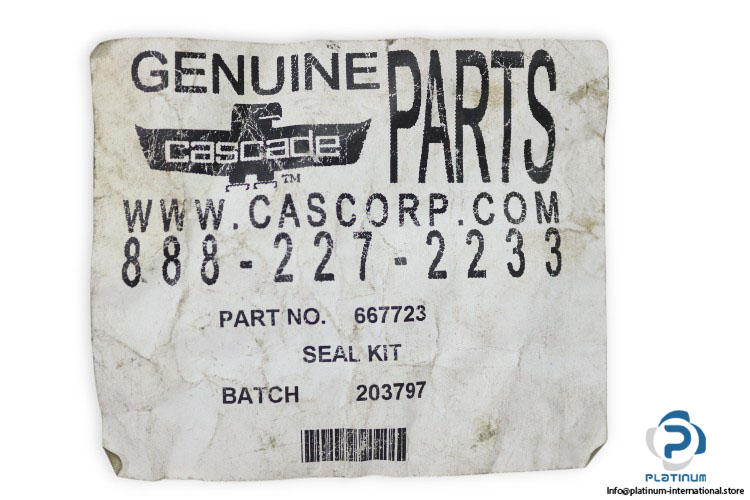 GENUINE PARTS
cascade
TM
WWW.CASCORP.COM
888-227-2233
PART NO. 667723
SEAL KIT
BATCH 203797
PLATINUM
Info@platinum-international.store